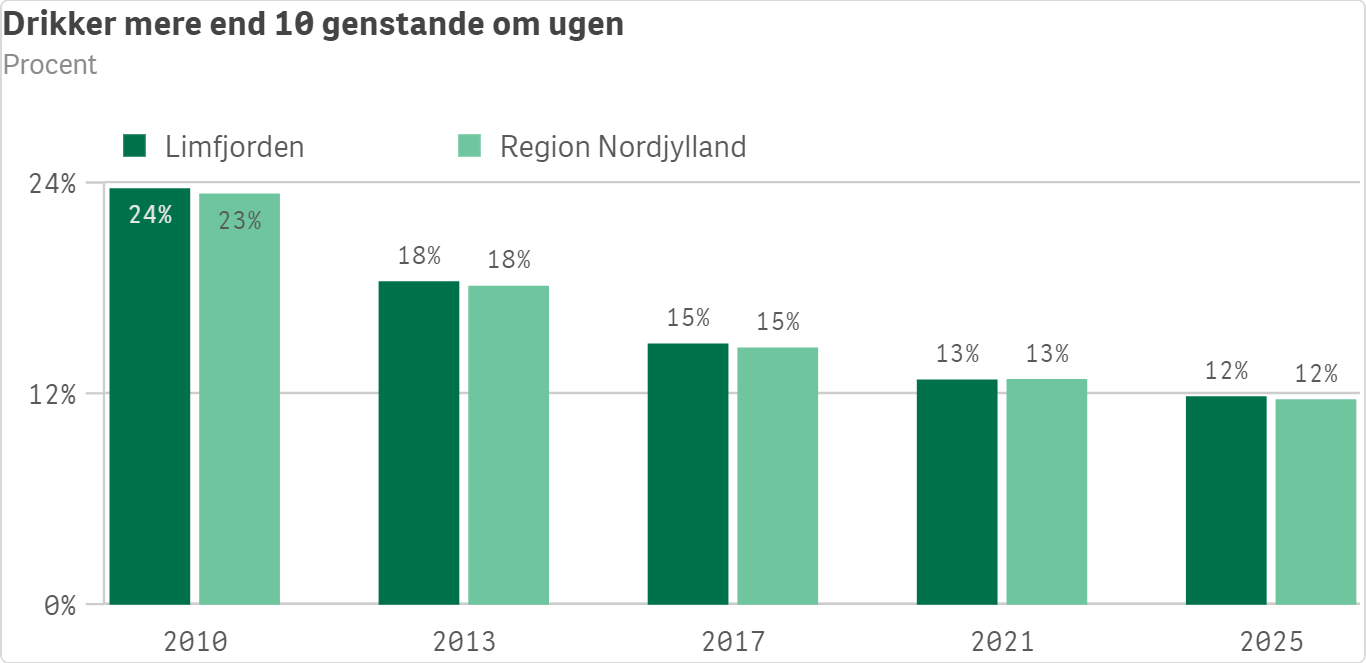 Drikker mere end 10 genstande om ugen
Procent
Limfjorden Region Nordjylland
24%
24% 23%
18% 18%
15% 15%
13% 13%
12% 12%
12%
0%
2010 2013 2017 2021 2025